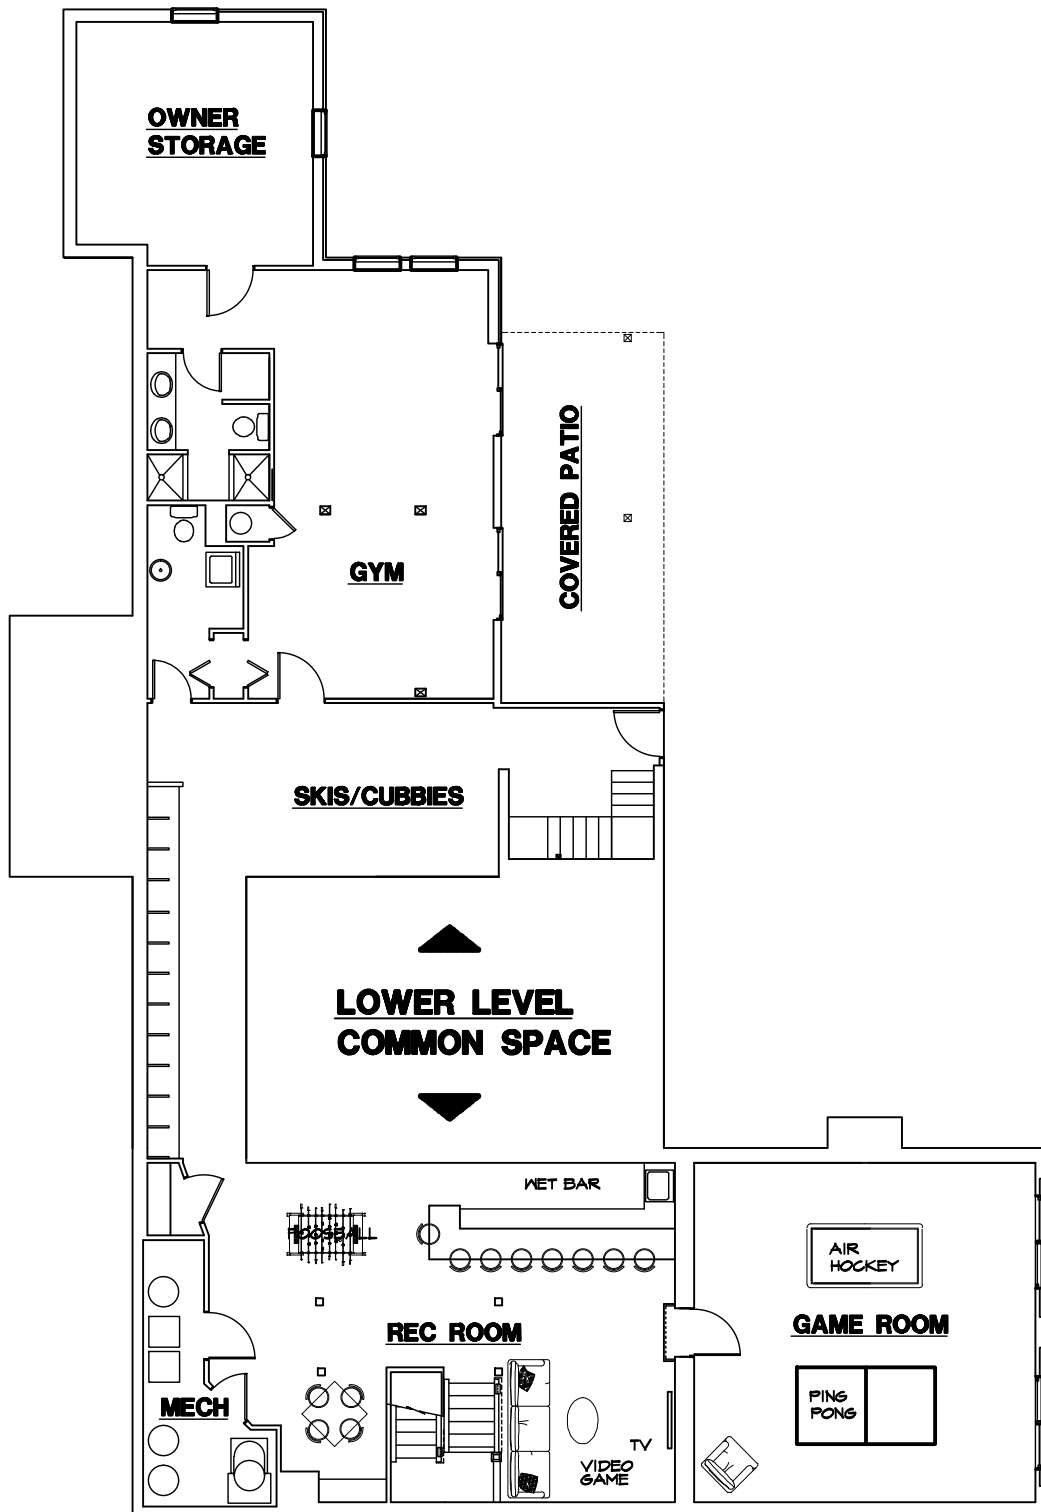 OWNER
STORAGE
COVERED PATIO
GYM
SKIS/CUBBIES
LOWER LEVEL
COMMON SPACE
WET BAR
FOOSBALL
AIR
HOCKEY
GAME ROOM
REC ROOM
PING
PONG
MECH
TV
VIDEO
GAME